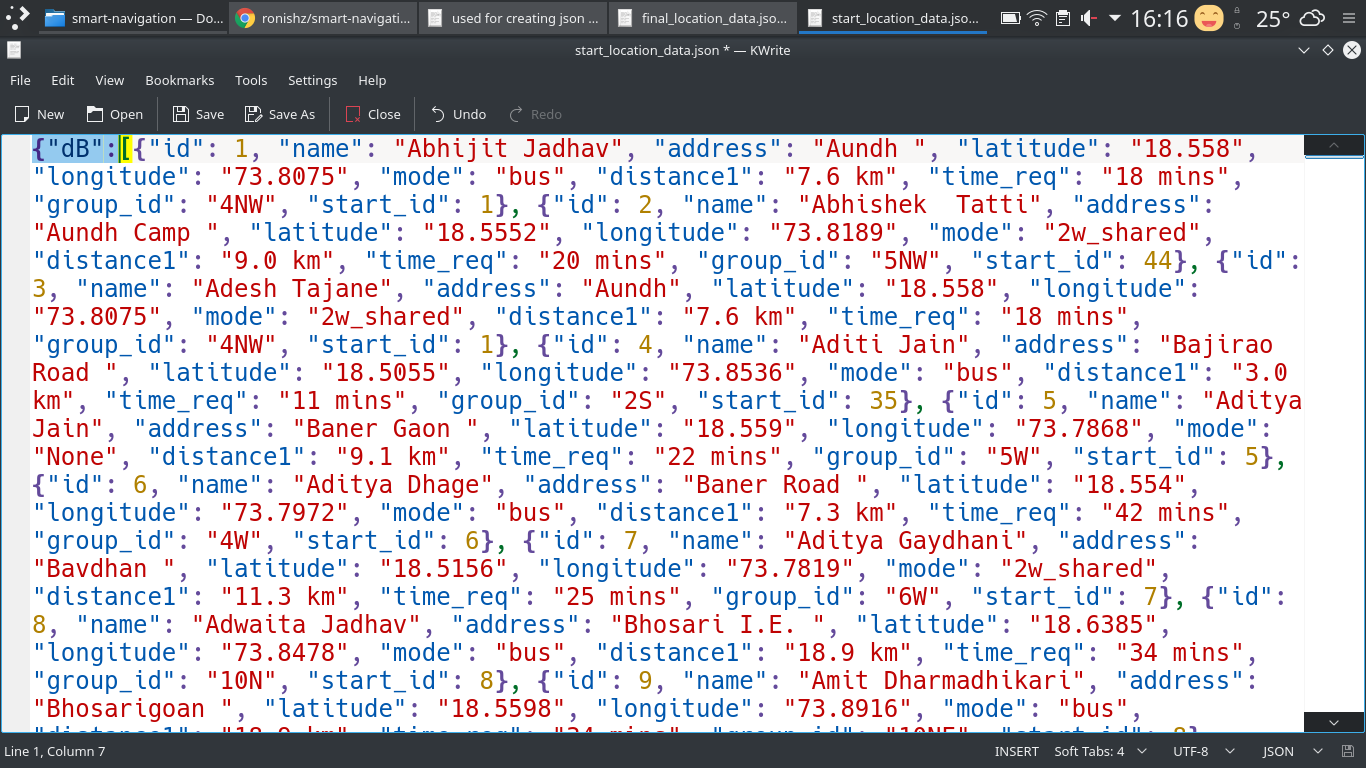 smart-navigation — Do...
ronishz/smart-navigati...
used for creating json ...
final_location_data.jso...
start_location_data.jso...
16:16
25°
start_location_data.json * — KWrite
File Edit View Bookmarks Tools Settings Help
New Open Save Save As Close Undo Redo
{"dB":[{"id": 1, "name": "Abhijit Jadhav", "address": "Aundh ", "latitude": "18.558",
"longitude": "73.8075", "mode": "bus", "distance1": "7.6 km", "time_req": "18 mins",
"group_id": "4NW", "start_id": 1}, {"id": 2, "name": "Abhishek  Tatti", "address":
"Aundh Camp ", "latitude": "18.5552", "longitude": "73.8189", "mode": "2w_shared",
"distance1": "9.0 km", "time_req": "20 mins", "group_id": "5NW", "start_id": 44}, {"id":
3, "name": "Adesh Tajane", "address": "Aundh", "latitude": "18.558", "longitude":
"73.8075", "mode": "2w_shared", "distance1": "7.6 km", "time_req": "18 mins",
"group_id": "4NW", "start_id": 1}, {"id": 4, "name": "Aditi Jain", "address": "Bajirao
Road ", "latitude": "18.5055", "longitude": "73.8536", "mode": "bus", "distance1": "3.0
km", "time_req": "11 mins", "group_id": "2S", "start_id": 35}, {"id": 5, "name": "Aditya
Jain", "address": "Baner Gaon ", "latitude": "18.559", "longitude": "73.7868", "mode":
"None", "distance1": "9.1 km", "time_req": "22 mins", "group_id": "5W", "start_id": 5},
{"id": 6, "name": "Aditya Dhage", "address": "Baner Road ", "latitude": "18.554",
"longitude": "73.7972", "mode": "bus", "distance1": "7.3 km", "time_req": "42 mins",
"group_id": "4W", "start_id": 6}, {"id": 7, "name": "Aditya Gaydhani", "address":
"Bavdhan ", "latitude": "18.5156", "longitude": "73.7819", "mode": "2w_shared",
"distance1": "11.3 km", "time_req": "25 mins", "group_id": "6W", "start_id": 7}, {"id":
8, "name": "Adwaita Jadhav", "address": "Bhosari I.E. ", "latitude": "18.6385",
"longitude": "73.8478", "mode": "bus", "distance1": "18.9 km", "time_req": "34 mins",
"group_id": "10N", "start_id": 8}, {"id": 9, "name": "Amit Dharmadhikari", "address":
"Bhosarigoan ", "latitude": "18.5598", "longitude": "73.8916", "mode": "bus",
Line 1, Column 7
INSERT Soft Tabs: 4 UTF-8 JSON